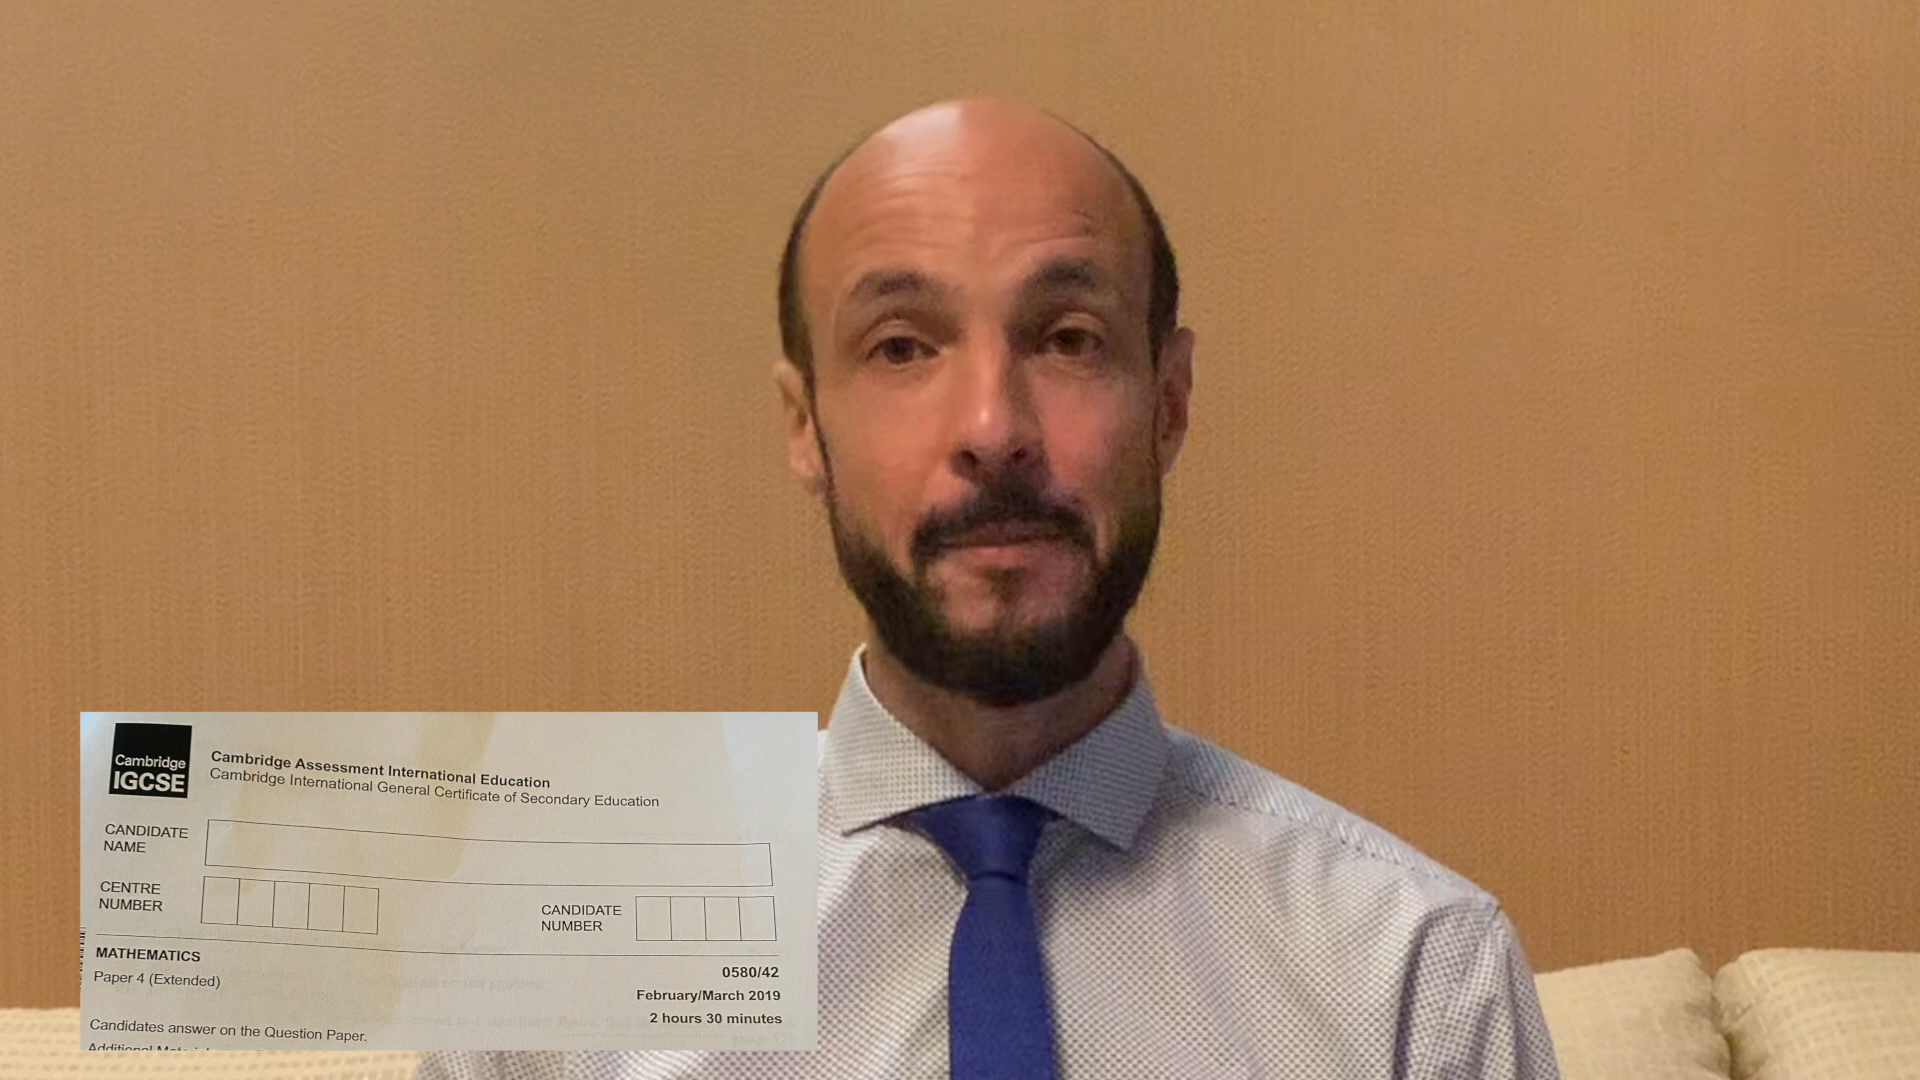 Cambridge
IGCSE
Cambridge Assessment International Education
Cambridge International General Certificate of Secondary Education
CANDIDATE
NAME
CENTRE
NUMBER
CANDIDATE
NUMBER
MATHEMATICS
0580/42
Paper 4 (Extended)
February/March 2019
2 hours 30 minutes
Candidates answer on the Question Paper.
Additional